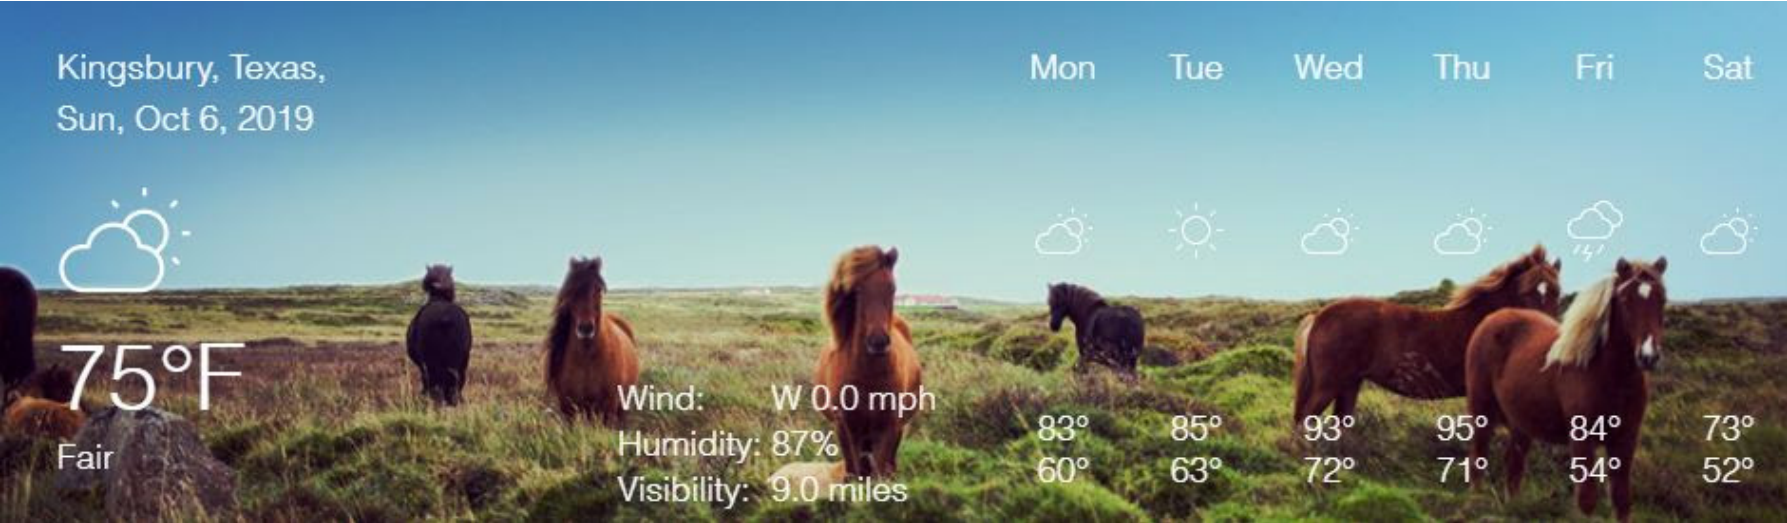 Kingsbury, Texas,
Sun, Oct 6, 2019
75°F
Fair
Wind: W 0.0 mph
Humidity: 87%
Visibility: 9.0 miles
Mon Tue Wed Thu Fri Sat
83° 85° 93° 95° 84° 73°
60° 63° 72° 71° 54° 52°